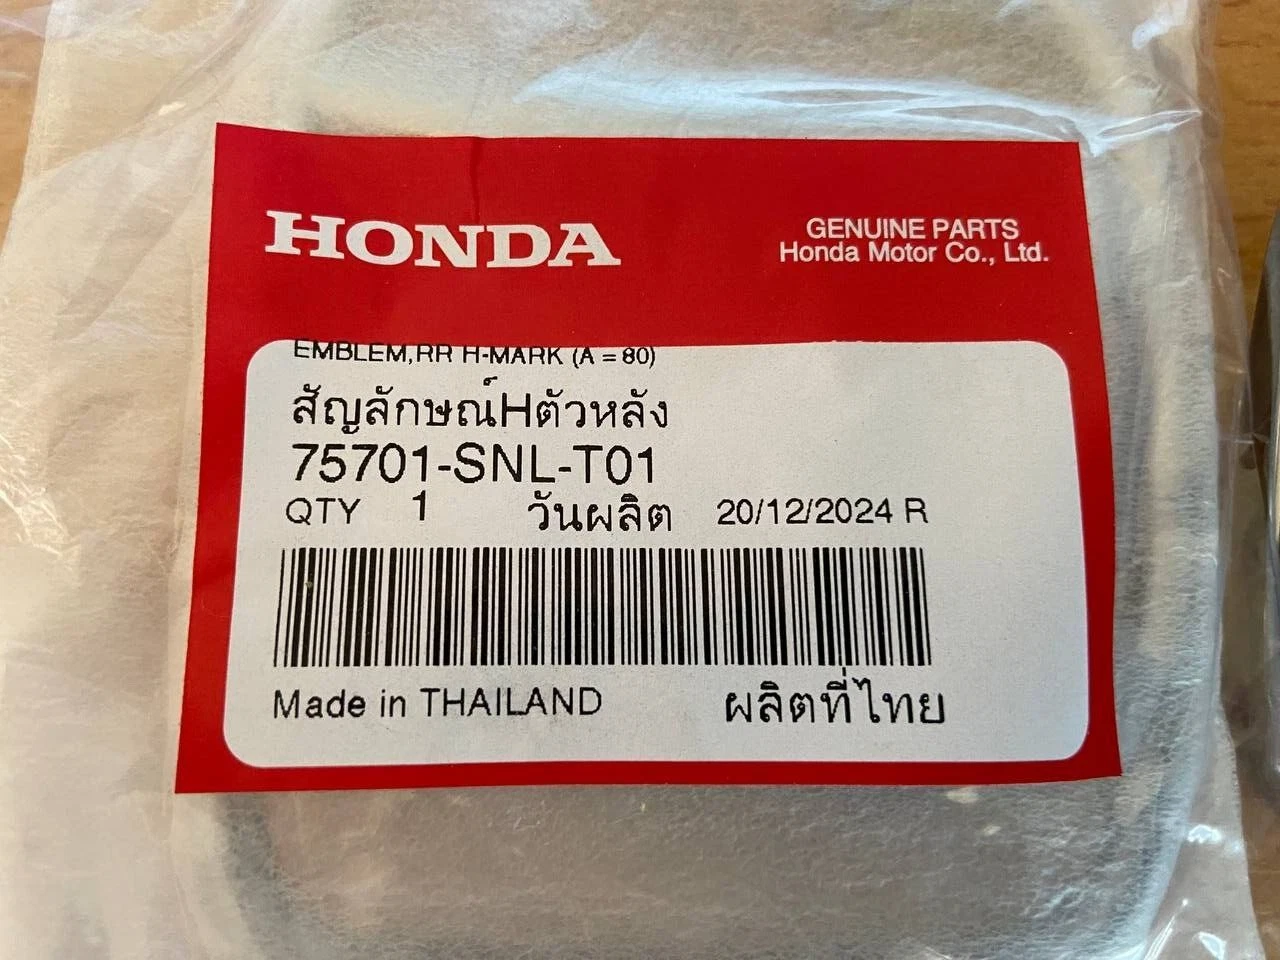 HONDA
GENUINE PARTS
Honda Motor Co., Ltd.
EMBLEM,RR H-MARK (A = 80)
สัญลักษณ์Hตัวหลัง
75701-SNL-T01
QTY 1 วันผลิต 20/12/2024 R
Made in THAILAND ผลิตที่ไทย